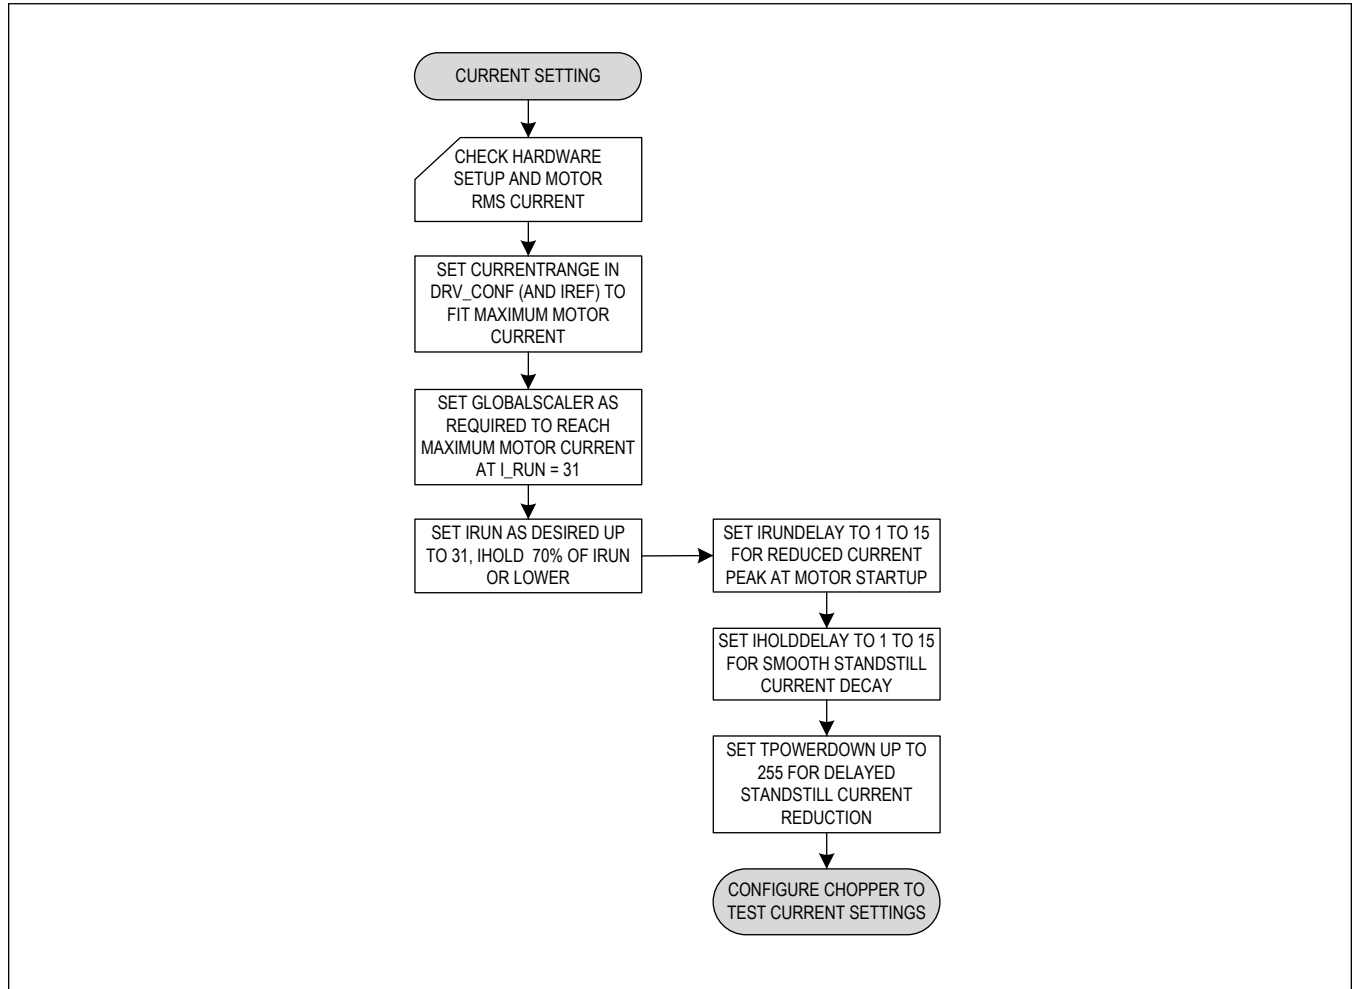 CURRENT SETTING
CHECK HARDWARE
SETUP AND MOTOR
RMS CURRENT
SET CURRENTRANGE IN
DRV_CONF (AND IREF) TO
FIT MAXIMUM MOTOR
CURRENT
SET GLOBALSCALER AS
REQUIRED TO REACH
MAXIMUM MOTOR CURRENT
AT I_RUN = 31
SET IRUN AS DESIRED UP
TO 31, IHOLD 70% OF IRUN
OR LOWER
SET IRUNDELAY TO 1 TO 15
FOR REDUCED CURRENT
PEAK AT MOTOR STARTUP
SET IHOLDDELAY TO 1 TO 15
FOR SMOOTH STANDSTILL
CURRENT DECAY
SET TPOWERDOWN UP TO
255 FOR DELAYED
STANDSTILL CURRENT
REDUCTION
CONFIGURE CHOPPER TO
TEST CURRENT SETTINGS